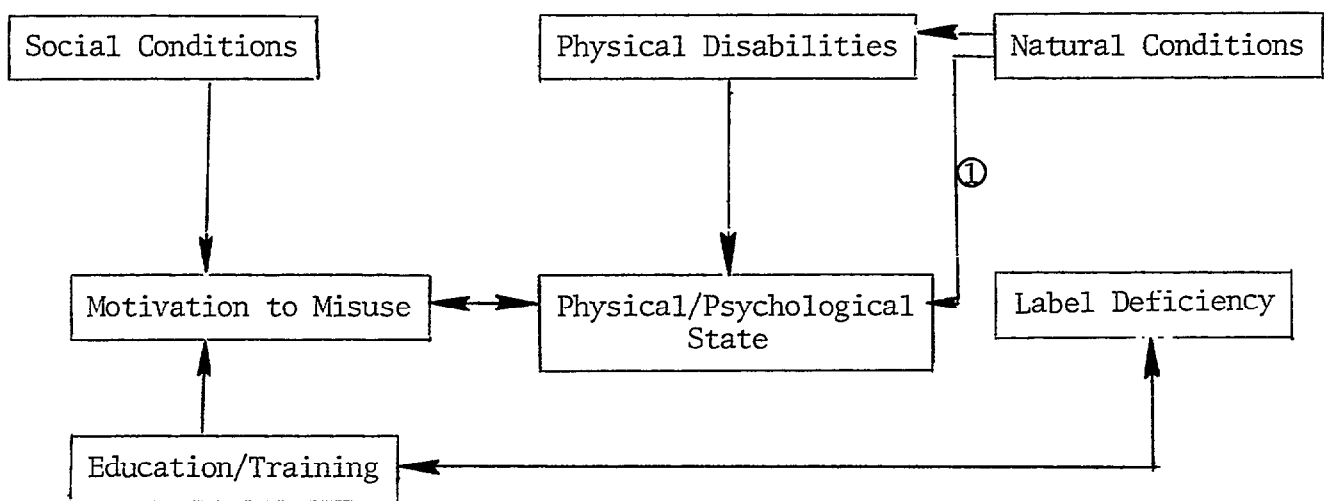 Social Conditions
Physical Disabilities
Natural Conditions
①
Motivation to Misuse
Physical/Psychological
State
Label Deficiency
Education/Training